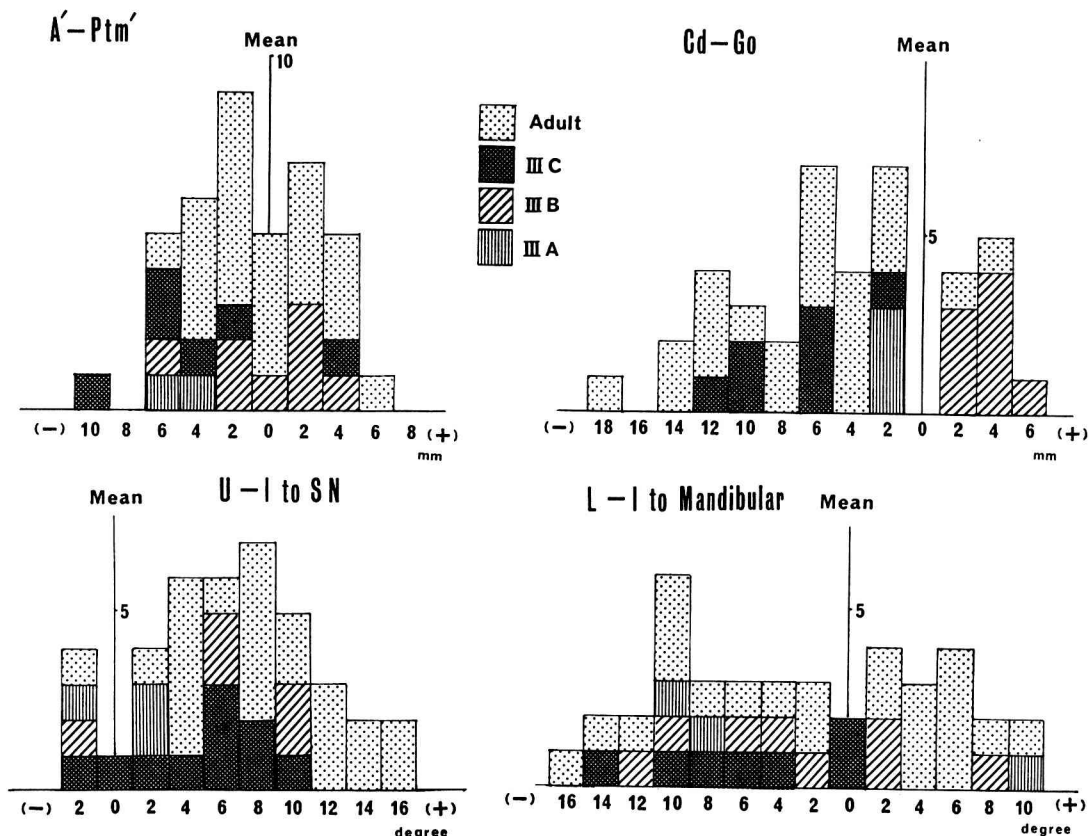 A′–Ptm′
Mean
10
Cd–Go
Mean
Adult
ⅢC
ⅢB
ⅢA
5
(−) 10 8 6 4 2 0 2 4 6 8 (+)
mm
(−) 18 16 14 12 10 8 6 4 2 0 2 4 6 (+)
mm
U–I to SN
Mean
5
L–I to Mandibular
Mean
5
(−) 2 0 2 4 6 8 10 12 14 16 (+)
degree
(−) 16 14 12 10 8 6 4 2 0 2 4 6 8 10 (+)
degree